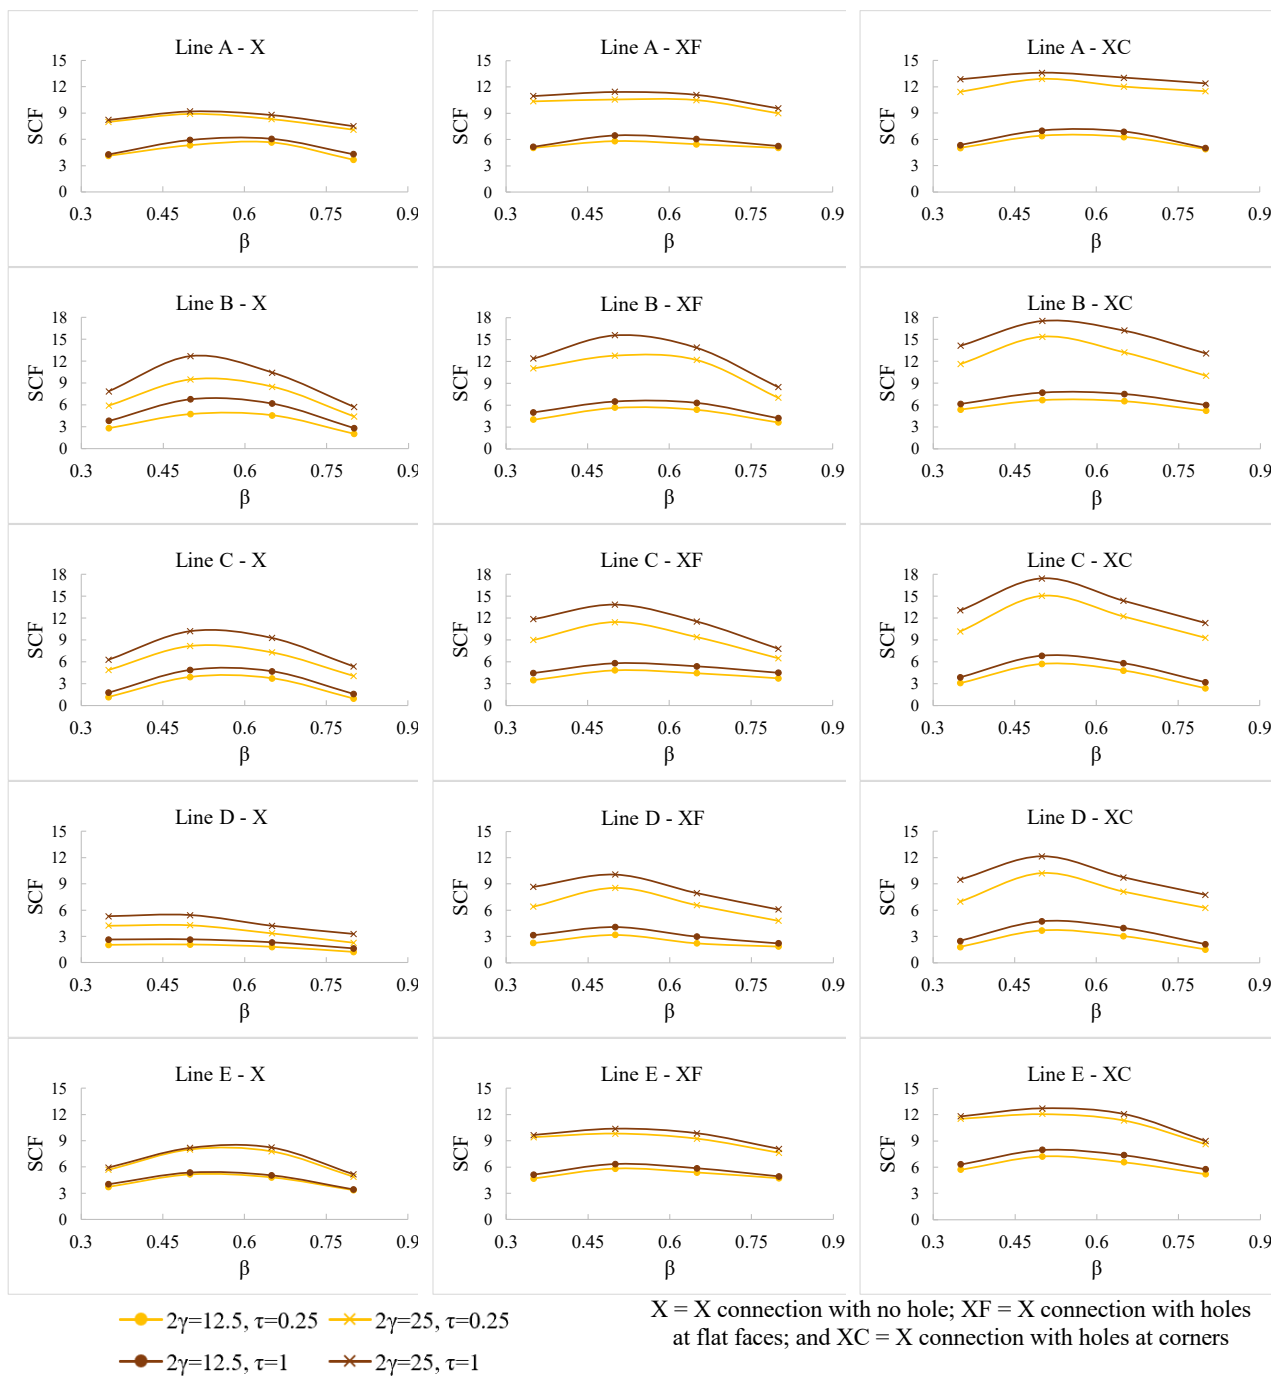 Line A - X
SCF
15
12
9
6
3
0
0.3 0.45 0.6 0.75 0.9
β
Line A - XF
SCF
15
12
9
6
3
0
0.3 0.45 0.6 0.75 0.9
β
Line A - XC
SCF
15
12
9
6
3
0
0.3 0.45 0.6 0.75 0.9
β
Line B - X
SCF
18
15
12
9
6
3
0
0.3 0.45 0.6 0.75 0.9
β
Line B - XF
SCF
18
15
12
9
6
3
0
0.3 0.45 0.6 0.75 0.9
β
Line B - XC
SCF
18
15
12
9
6
3
0
0.3 0.45 0.6 0.75 0.9
β
Line C - X
SCF
18
15
12
9
6
3
0
0.3 0.45 0.6 0.75 0.9
β
Line C - XF
SCF
18
15
12
9
6
3
0
0.3 0.45 0.6 0.75 0.9
β
Line C - XC
SCF
18
15
12
9
6
3
0
0.3 0.45 0.6 0.75 0.9
β
Line D - X
SCF
15
12
9
6
3
0
0.3 0.45 0.6 0.75 0.9
β
Line D - XF
SCF
15
12
9
6
3
0
0.3 0.45 0.6 0.75 0.9
β
Line D - XC
SCF
15
12
9
6
3
0
0.3 0.45 0.6 0.75 0.9
β
Line E - X
SCF
15
12
9
6
3
0
0.3 0.45 0.6 0.75 0.9
β
Line E - XF
SCF
15
12
9
6
3
0
0.3 0.45 0.6 0.75 0.9
β
Line E - XC
SCF
15
12
9
6
3
0
0.3 0.45 0.6 0.75 0.9
β
2γ=12.5, τ=0.25 2γ=25, τ=0.25
2γ=12.5, τ=1 2γ=25, τ=1
X = X connection with no hole; XF = X connection with holes
at flat faces; and XC = X connection with holes at corners